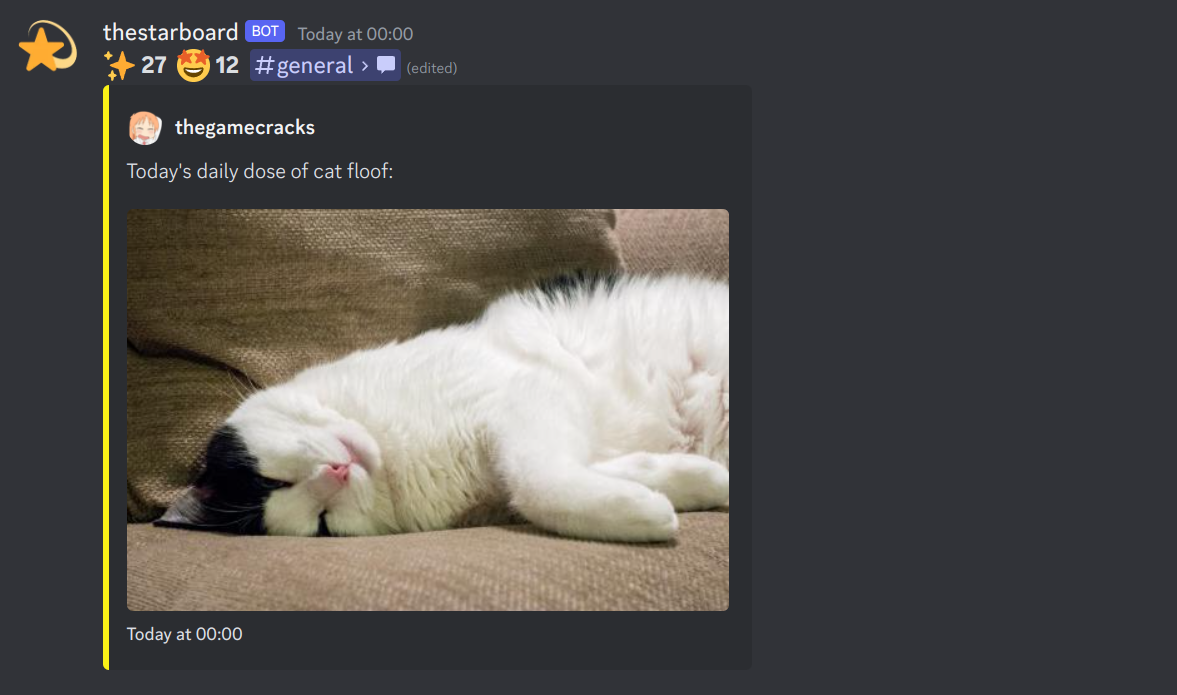 thestarboard BOT Today at 00:00
✨ 27 🤩 12 #general › (edited)
thegamecracks
Today's daily dose of cat floof:
Today at 00:00